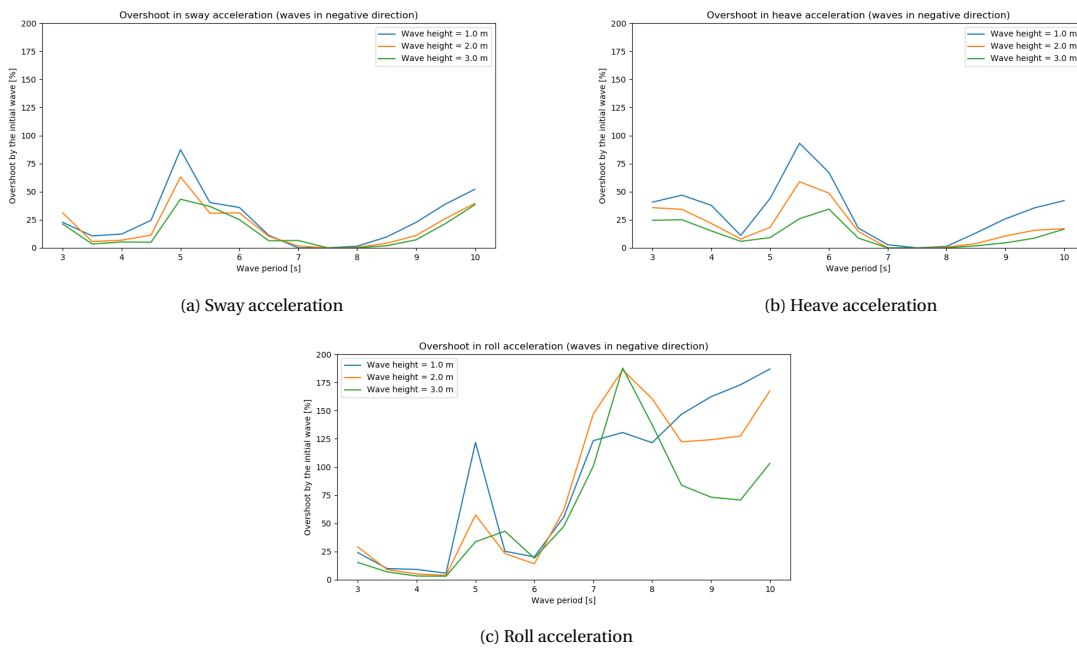 Overshoot in sway acceleration (waves in negative direction)
Overshoot by the initial wave [%]
200
175
150
125
100
75
50
25
0
Wave height = 1.0 m
Wave height = 2.0 m
Wave height = 3.0 m
3 4 5 6 7 8 9 10
Wave period [s]
(a) Sway acceleration
Overshoot in heave acceleration (waves in negative direction)
Overshoot by the initial wave [%]
200
175
150
125
100
75
50
25
0
Wave height = 1.0 m
Wave height = 2.0 m
Wave height = 3.0 m
3 4 5 6 7 8 9 10
Wave period [s]
(b) Heave acceleration
Overshoot in roll acceleration (waves in negative direction)
Overshoot by the initial wave [%]
200
175
150
125
100
75
50
25
0
Wave height = 1.0 m
Wave height = 2.0 m
Wave height = 3.0 m
3 4 5 6 7 8 9 10
Wave period [s]
(c) Roll acceleration